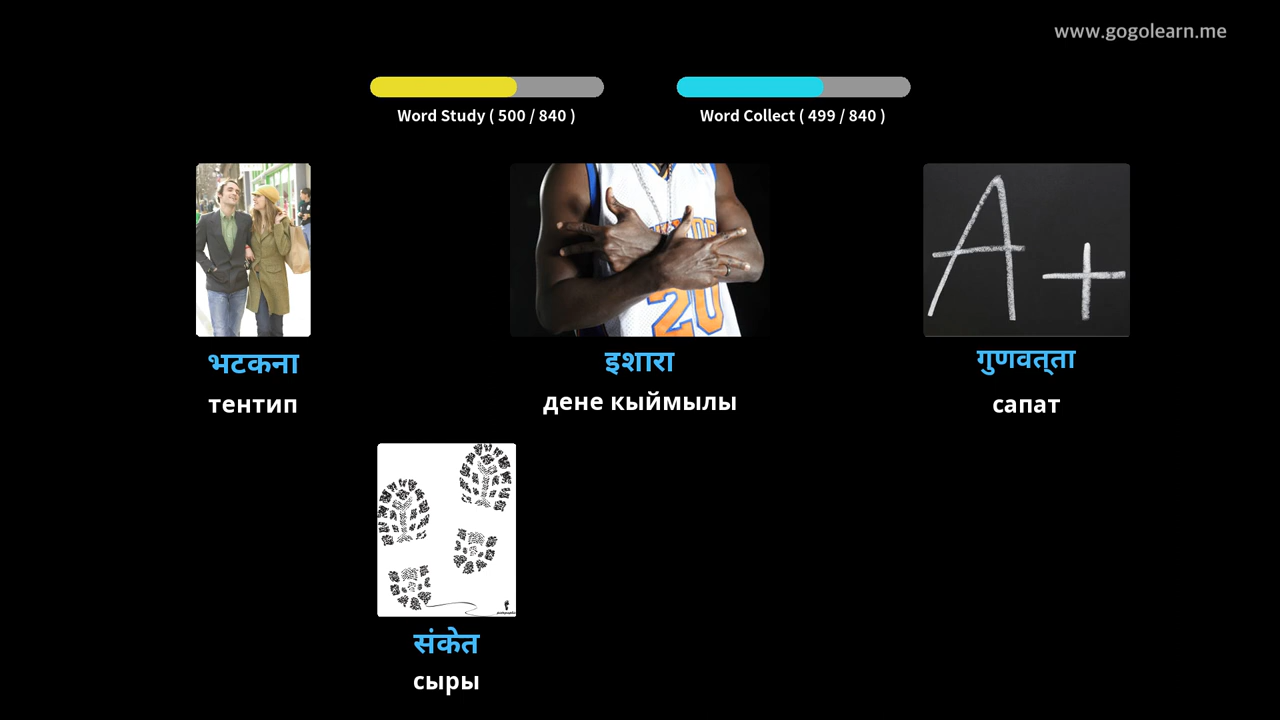 www.gogolearn.me
Word Study ( 500 / 840 )
Word Collect ( 499 / 840 )
A+
भटकना
इशारा
गुणवत्‌ता
тентип
дене кыймылы
сапат
20
संकेत
сыры